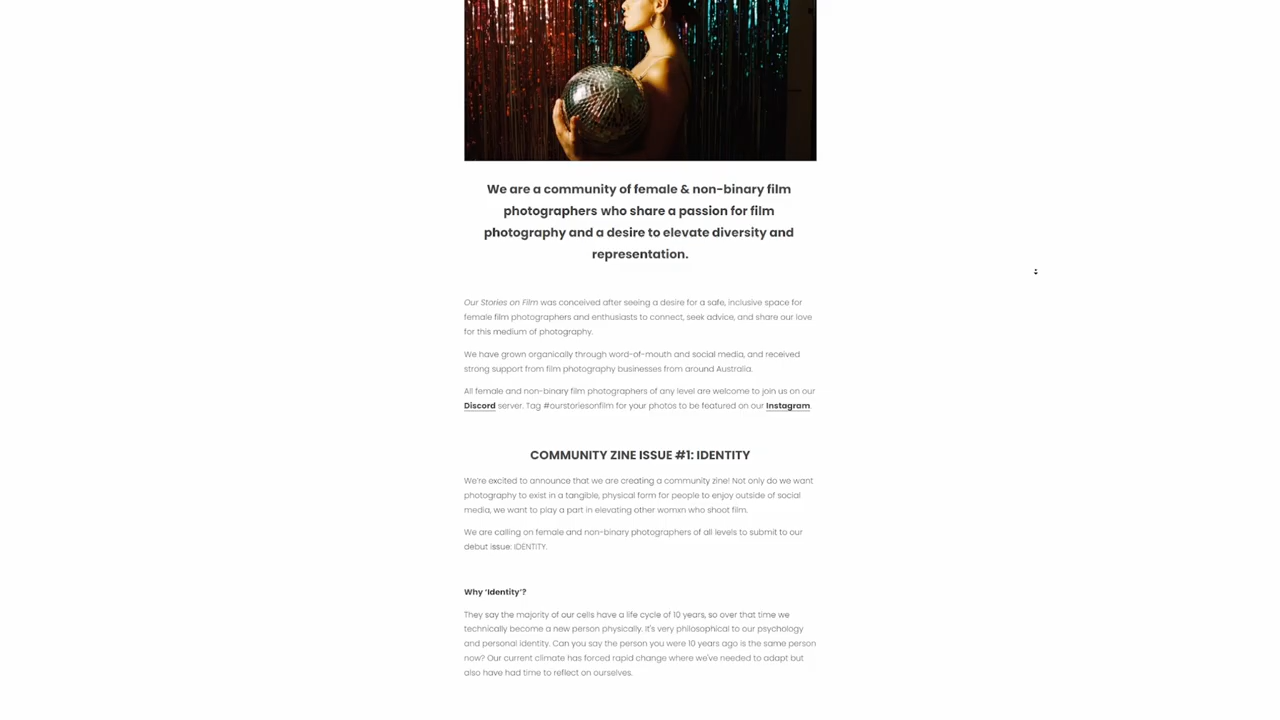 We are a community of female & non-binary film
photographers who share a passion for film
photography and a desire to elevate diversity and
representation.
Our Stories on Film was conceived after seeing a desire for a safe, inclusive space for
female film photographers and enthusiasts to connect, seek advice, and share our love
for this medium of photography.
We have grown organically through word-of-mouth and social media, and received
strong support from film photography businesses from around Australia.
All female and non-binary film photographers of any level are welcome to join us on our
Discord server. Tag #ourstoriesonfilm for your photos to be featured on our Instagram.
COMMUNITY ZINE ISSUE #1: IDENTITY
We're excited to announce that we are creating a community zine! Not only do we want
photography to exist in a tangible, physical form for people to enjoy outside of social
media, we want to play a part in elevating other womxn who shoot film.
We are calling on female and non-binary photographers of all levels to submit to our
debut issue: IDENTITY.
Why 'Identity'?
They say the majority of our cells have a life cycle of 10 years, so over that time we
technically become a new person physically. It's very philosophical to our psychology
and personal identity. Can you say the person you were 10 years ago is the same person
now? Our current climate has forced rapid change where we've needed to adapt but
also have had time to reflect on ourselves.